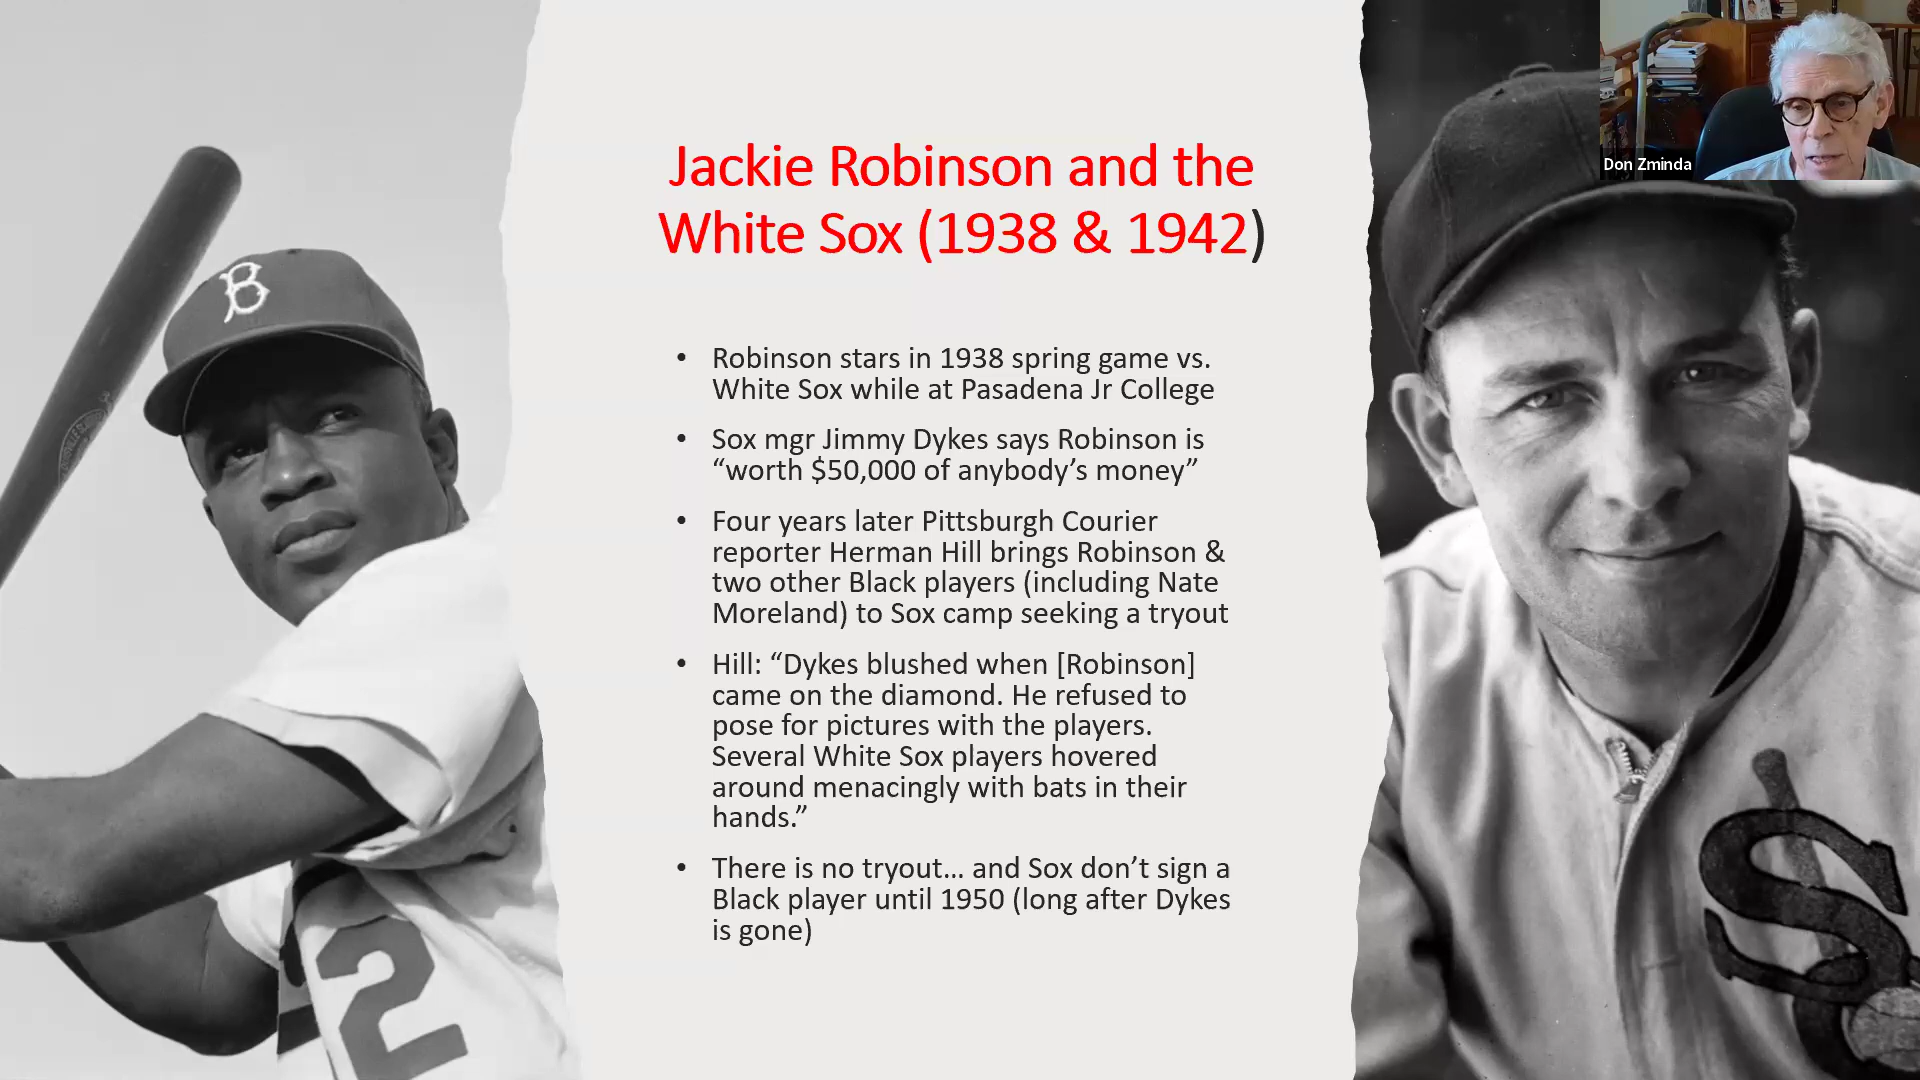 Jackie Robinson and the
White Sox (1938 & 1942)
• Robinson stars in 1938 spring game vs.
White Sox while at Pasadena Jr College
• Sox mgr Jimmy Dykes says Robinson is
“worth $50,000 of anybody’s money”
• Four years later Pittsburgh Courier
reporter Herman Hill brings Robinson &
two other Black players (including Nate
Moreland) to Sox camp seeking a tryout
• Hill: “Dykes blushed when [Robinson]
came on the diamond. He refused to
pose for pictures with the players.
Several White Sox players hovered
around menacingly with bats in their
hands.”
• There is no tryout… and Sox don’t sign a
Black player until 1950 (long after Dykes
is gone)
Don Zminda
B
2
S